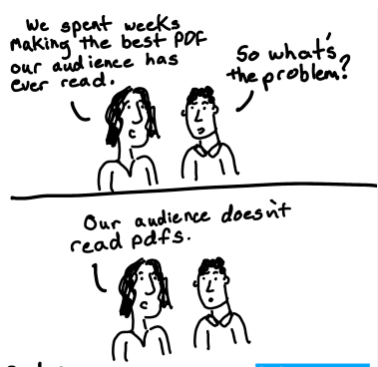 We spent weeks
making the best PDF
our audience has
ever read.
So what's
the problem?
Our audience doesn't
read pdfs.